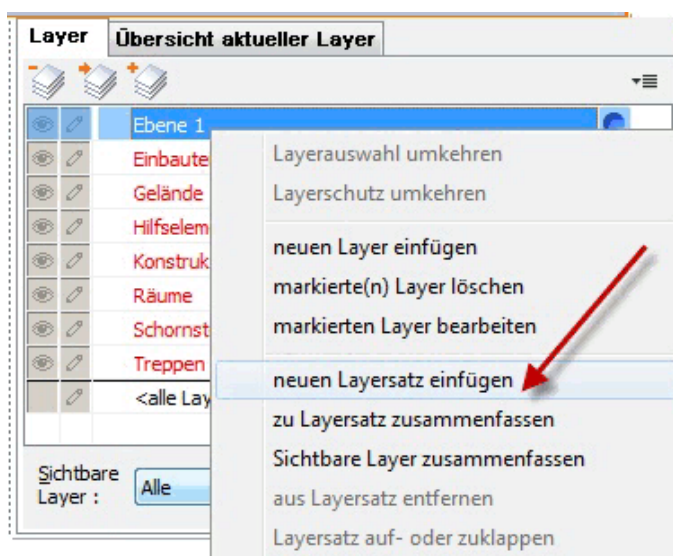 Layer
Übersicht aktueller Layer
Ebene 1
Einbaute
Gelände
Hilfselem
Konstruk
Räume
Schornst
Treppen
<alle Lay
Sichtbare
Layer :
Alle
Layerauswahl umkehren
Layerschutz umkehren
neuen Layer einfügen
markierte(n) Layer löschen
markierten Layer bearbeiten
neuen Layersatz einfügen
zu Layersatz zusammenfassen
Sichtbare Layer zusammenfassen
aus Layersatz entfernen
Layersatz auf- oder zuklappen